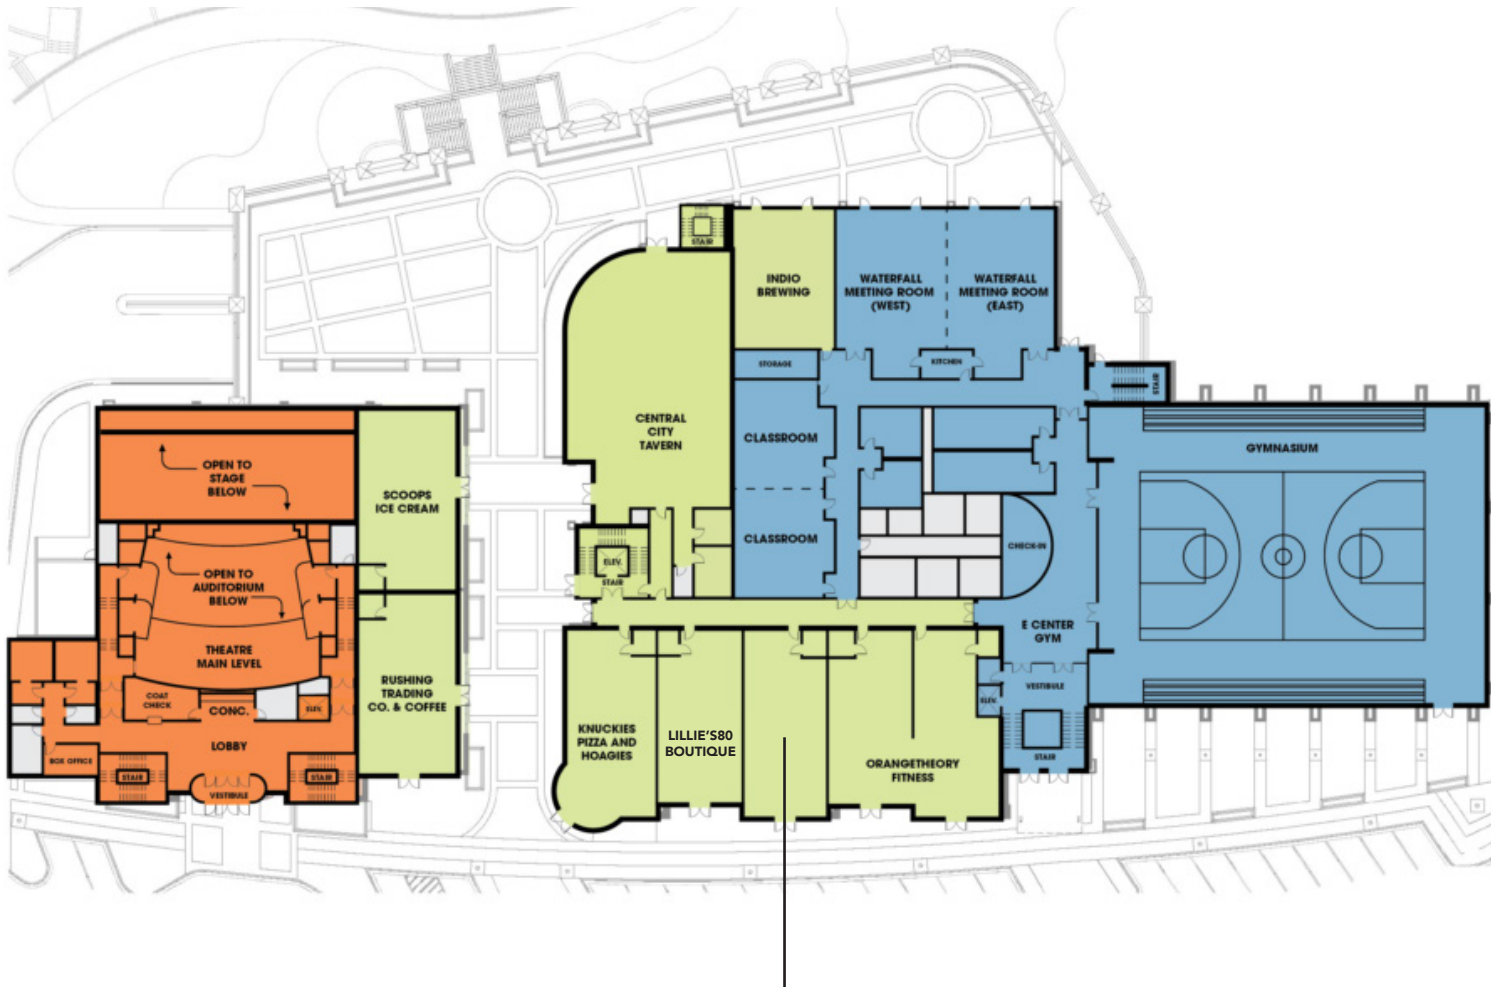 STAIR
INDIO
BREWING
WATERFALL
MEETING ROOM
(WEST)
WATERFALL
MEETING ROOM
(EAST)
STORAGE
KITCHEN
STAIR
CENTRAL
CITY
TAVERN
CLASSROOM
GYMNASIUM
OPEN TO
STAGE
BELOW
SCOOPS
ICE CREAM
CLASSROOM
CHECK-IN
ELEV.
STAIR
OPEN TO
AUDITORIUM
BELOW
E CENTER
GYM
THEATRE
MAIN LEVEL
RUSHING
TRADING
CO. & COFFEE
VESTIBULE
COAT
CHECK
CONC.
ELEV.
ELEV.
KNUCKIES
PIZZA AND
HOAGIES
LILLIE'S80
BOUTIQUE
LOBBY
BOX OFFICE
ORANGETHEORY
FITNESS
STAIR
STAIR
STAIR
VESTIBULE